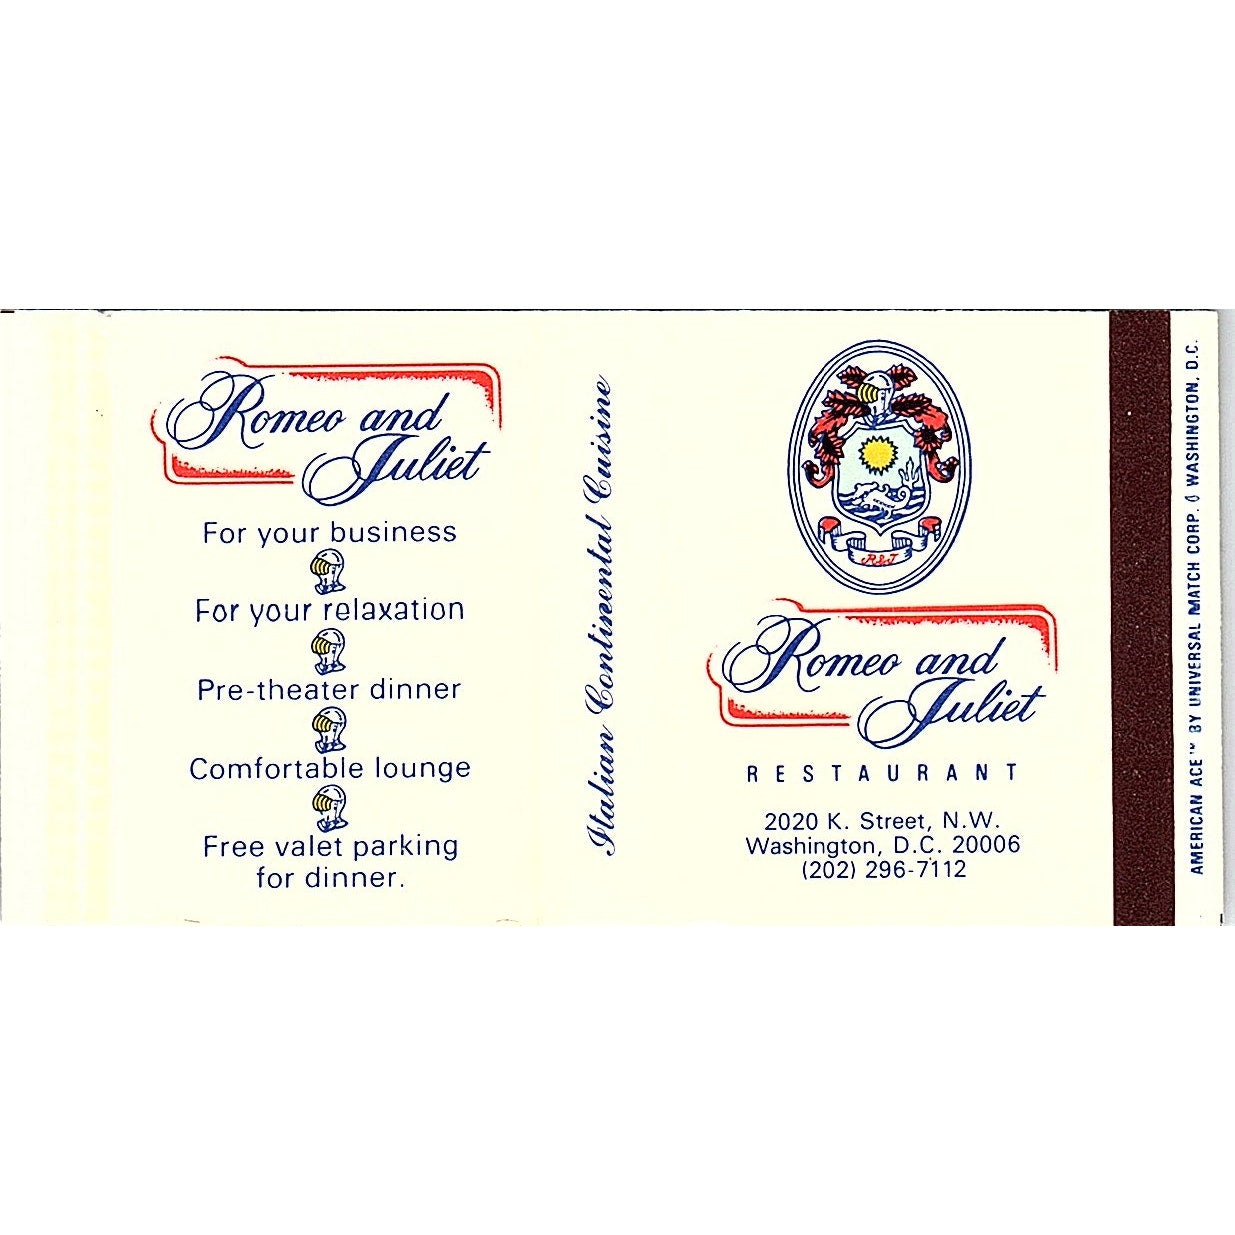 Romeo and
Juliet
For your business
For your relaxation
Pre-theater dinner
Comfortable lounge
Free valet parking
for dinner.
Italian Continental Cuisine
R&J
Romeo and
Juliet
RESTAURANT
2020 K. Street, N.W.
Washington, D.C. 20006
(202) 296-7112
AMERICAN ACE™ BY UNIVERSAL MATCH CORP. WASHINGTON, D.C.